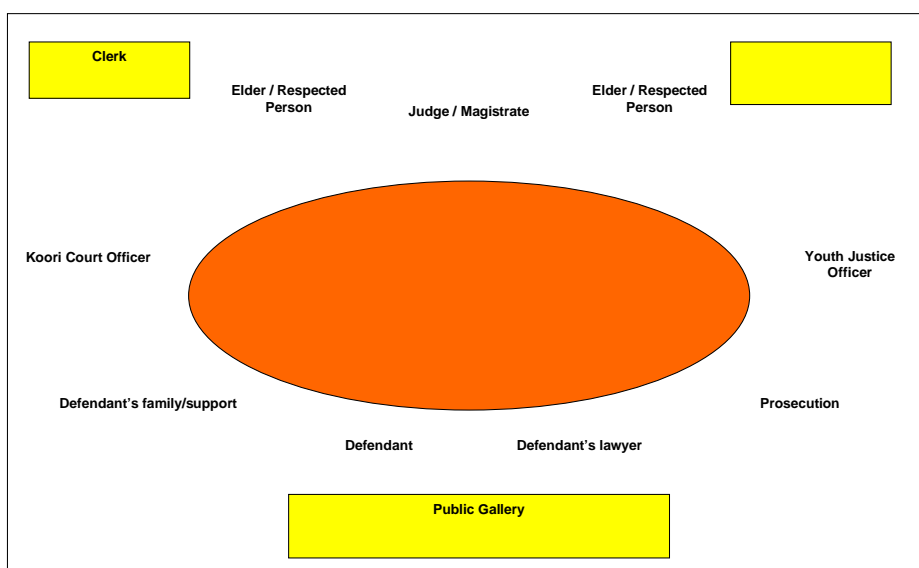 Clerk
Elder / Respected
Person
Judge / Magistrate
Elder / Respected
Person
Koori Court Officer
Youth Justice
Officer
Defendant’s family/support
Prosecution
Defendant
Defendant’s lawyer
Public Gallery